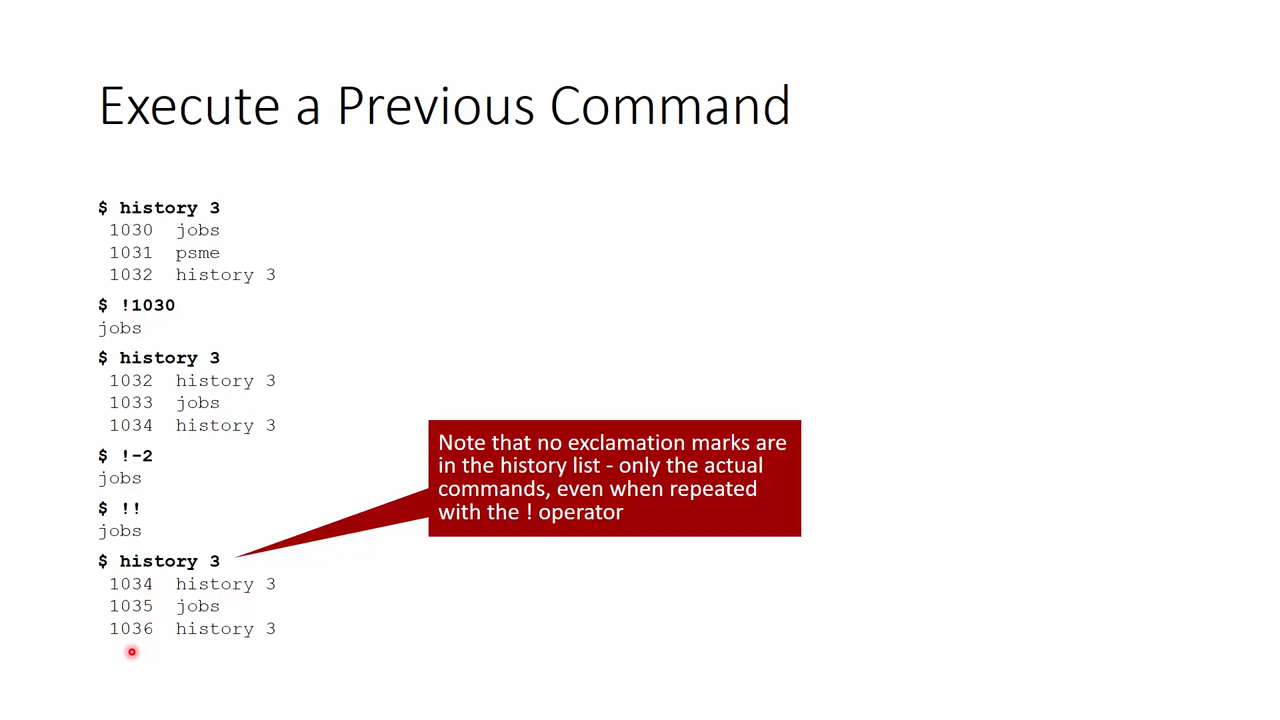 Execute a Previous Command
$ history 3
1030 jobs
1031 psme
1032 history 3
$ !1030
jobs
$ history 3
1032 history 3
1033 jobs
1034 history 3
$ !-2
jobs
$ !!
jobs
$ history 3
1034 history 3
1035 jobs
1036 history 3
Note that no exclamation marks are
in the history list - only the actual
commands, even when repeated
with the ! operator